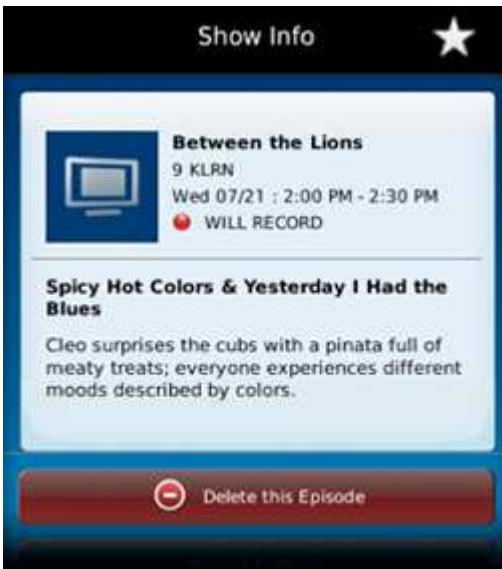 Show Info
Between the Lions
9 KLRN
Wed 07/21 : 2:00 PM - 2:30 PM
WILL RECORD
Spicy Hot Colors & Yesterday I Had the
Blues
Cleo surprises the cubs with a pinata full of
meaty treats; everyone experiences different
moods described by colors.
Delete this Episode